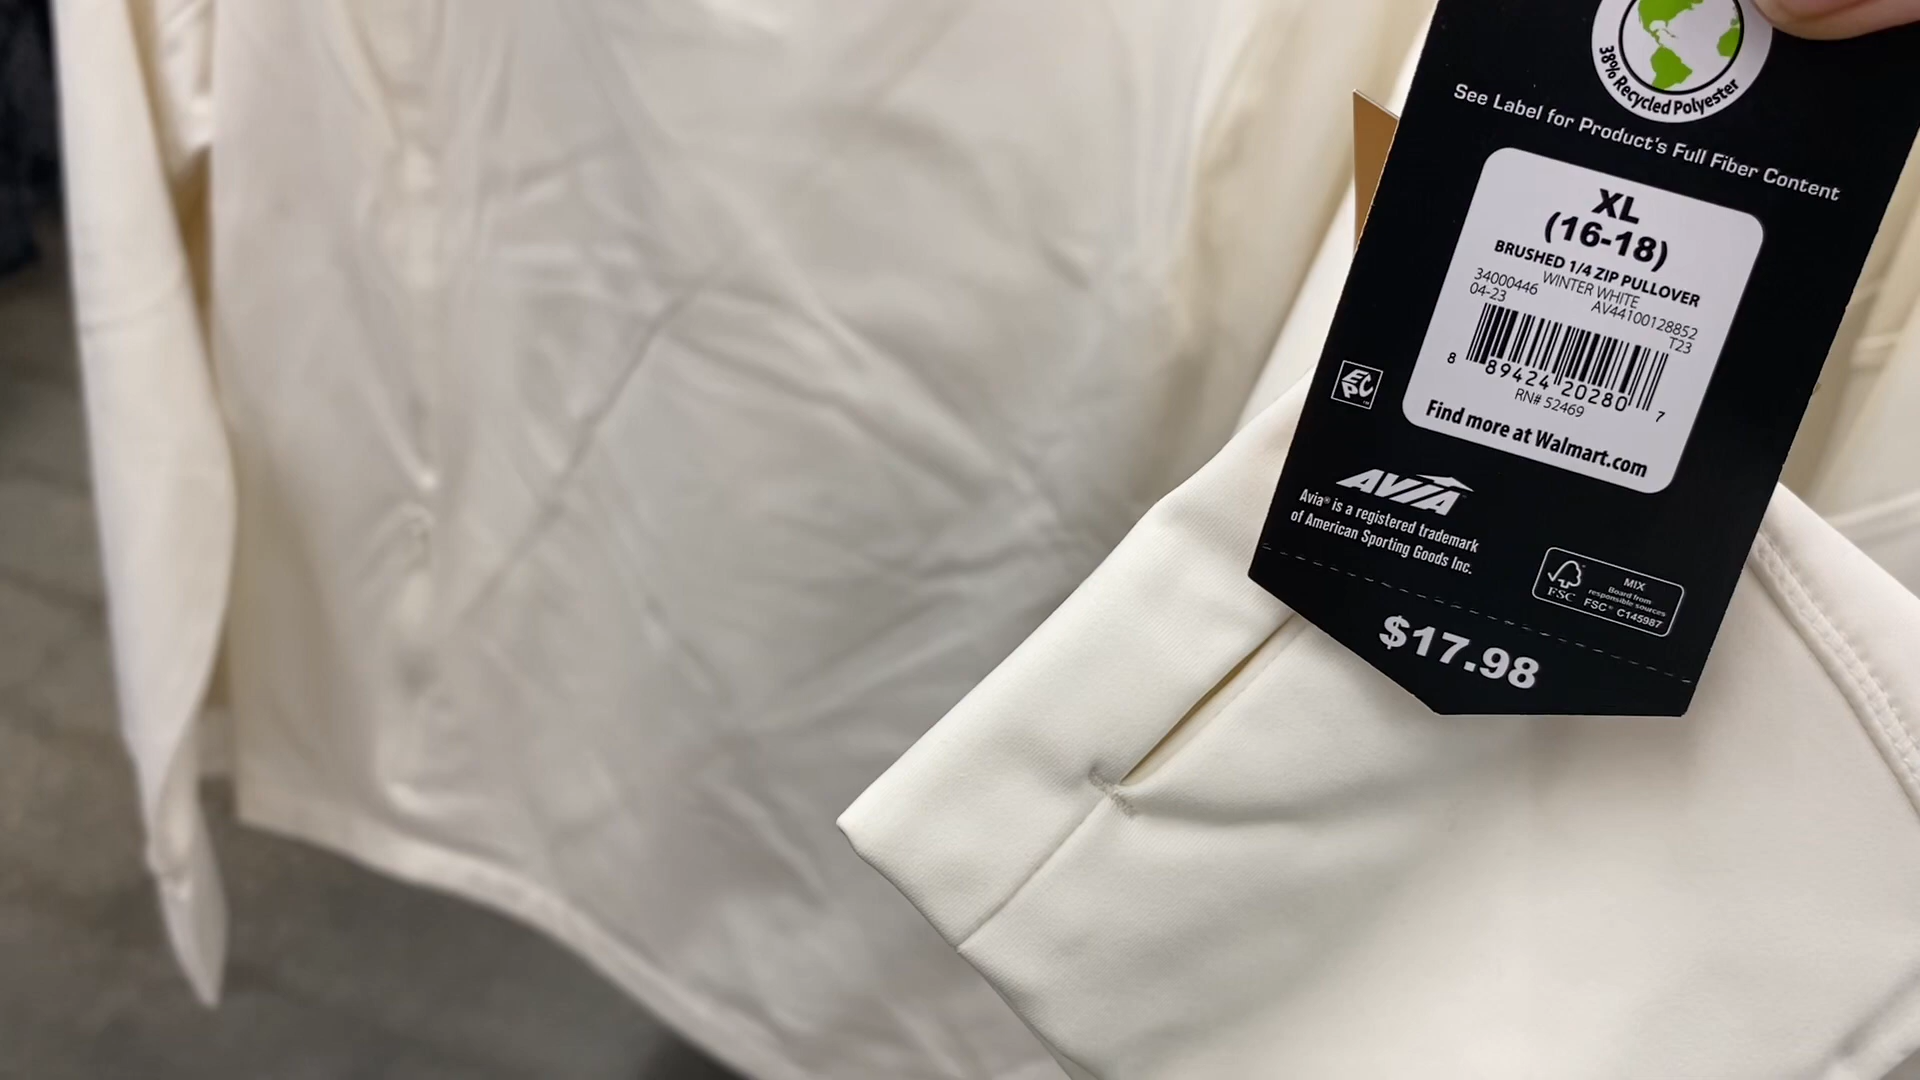 38% Recycled Polyester
See Label for Product's Full Fiber Content
XL
(16-18)
BRUSHED 1/4 ZIP PULLOVER
WINTER WHITE
34000446
AV44100128852
04-23
T23
8 89424 20280 7
RN# 52469
Find more at Walmart.com
EPC
AVIA
Avia® is a registered trademark
of American Sporting Goods Inc.
FSC
MIX
Board from
responsible sources
FSC® C145987
$17.98